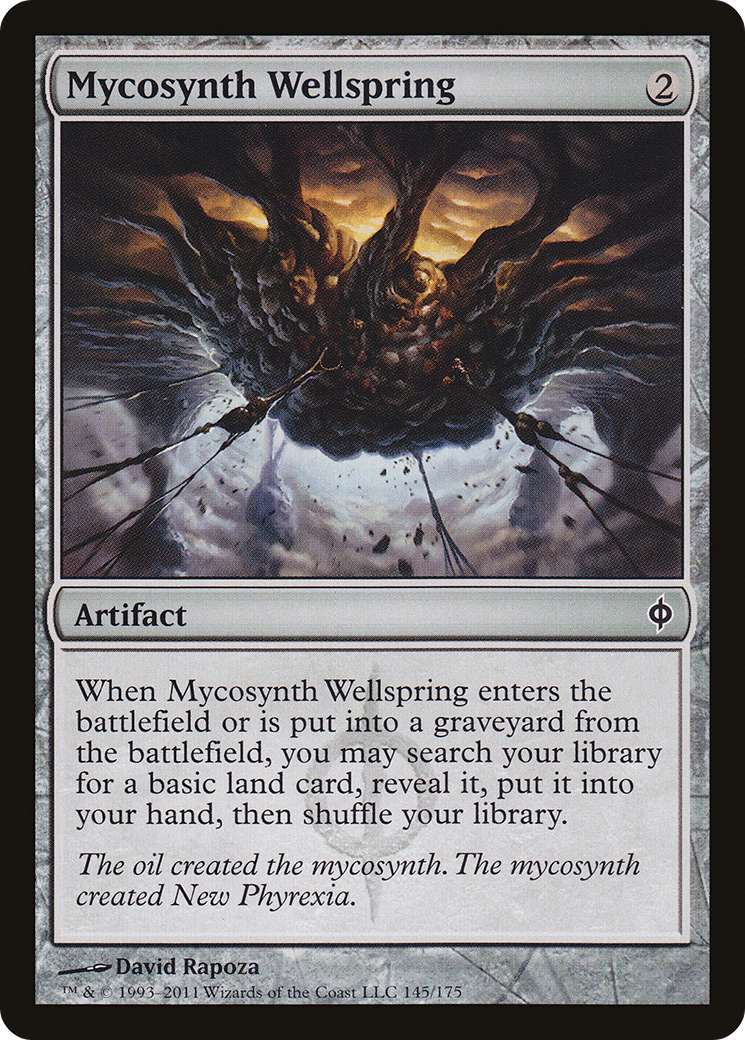 Mycosynth Wellspring 2
Artifact
When Mycosynth Wellspring enters the
battlefield or is put into a graveyard from
the battlefield, you may search your library
for a basic land card, reveal it, put it into
your hand, then shuffle your library.
The oil created the mycosynth. The mycosynth
created New Phyrexia.
David Rapoza
™ & © 1993–2011 Wizards of the Coast LLC 145/175